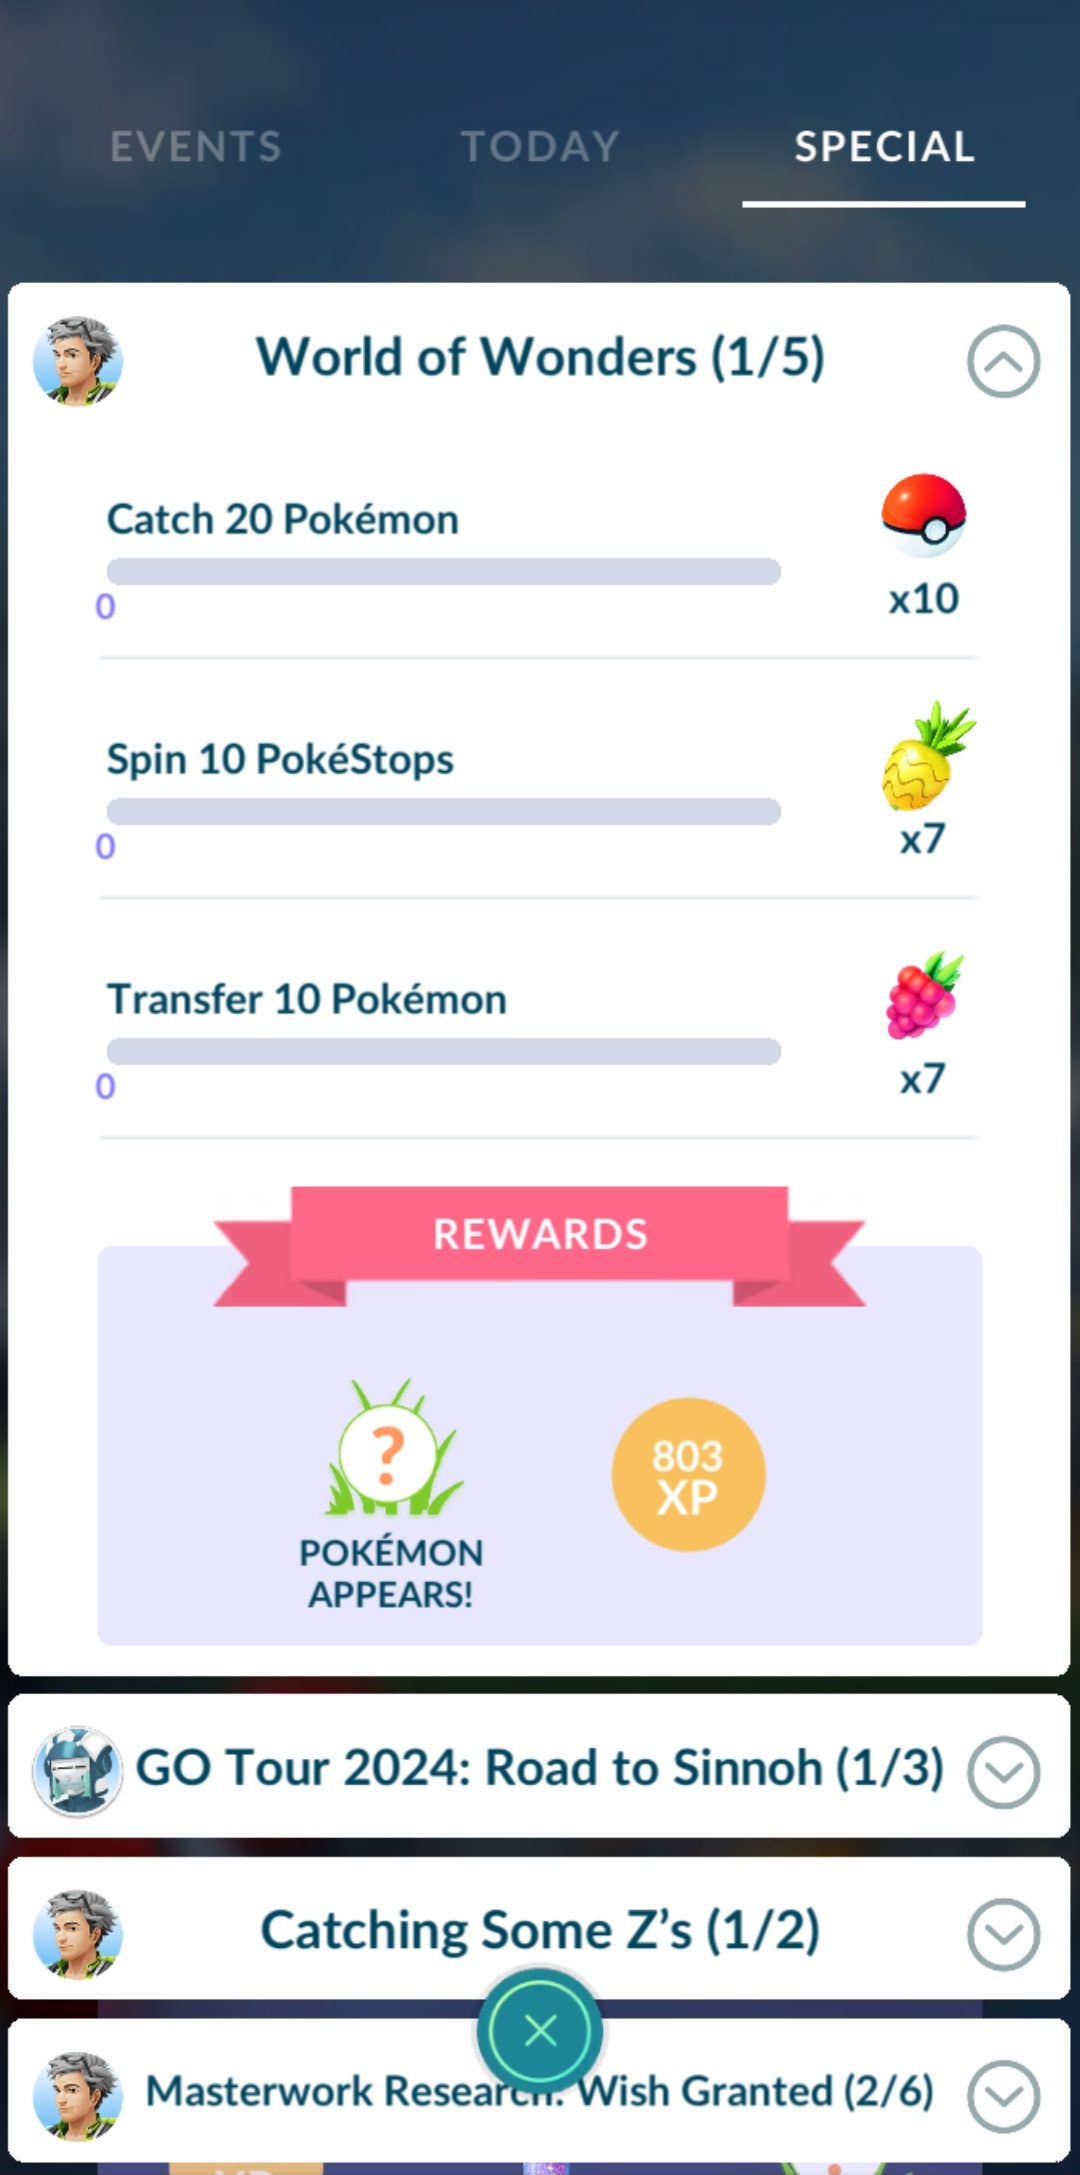 EVENTS TODAY SPECIAL
World of Wonders (1/5)
Catch 20 Pokémon
0
x10
Spin 10 PokéStops
0
x7
Transfer 10 Pokémon
0
x7
REWARDS
?
POKÉMON
APPEARS!
803
XP
GO Tour 2024: Road to Sinnoh (1/3)
Catching Some Z's (1/2)
Masterwork Research: Wish Granted (2/6)